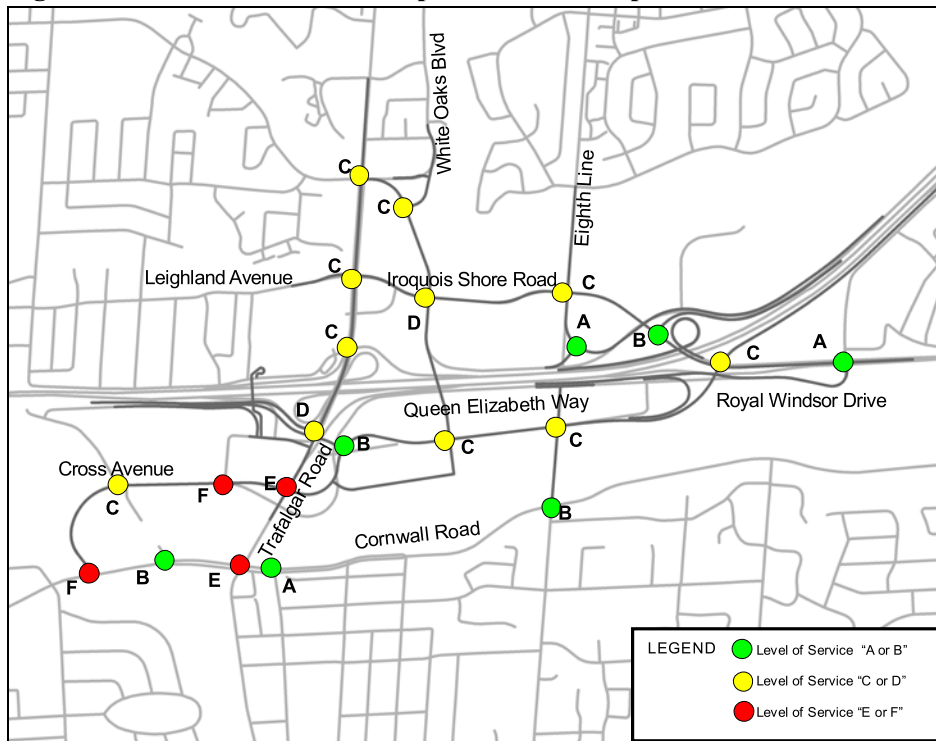 White Oaks Blvd
Eighth Line
C
C
Leighland Avenue
C
Iroquois Shore Road
C
D
A
C
B
C
A
Queen Elizabeth Way
Royal Windsor Drive
D
B
C
C
Cross Avenue
C
F
E
Trafalgar Road
B
Cornwall Road
F
B
E
A
LEGEND
Level of Service "A or B"
Level of Service "C or D"
Level of Service "E or F"